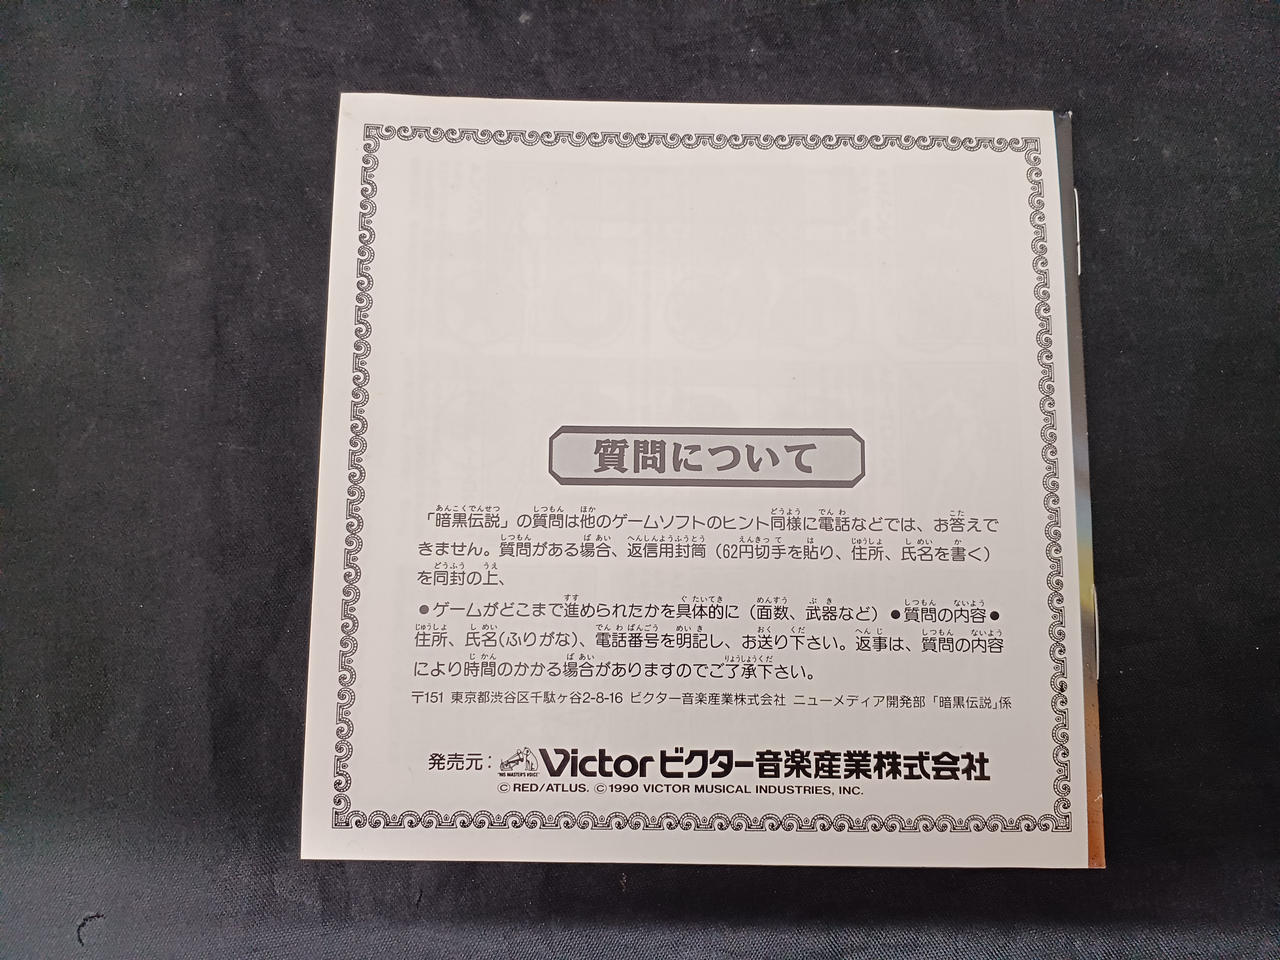 質問について
「暗黒伝説」の質問は他のゲームソフトのヒント同様に電話などでは、お答えで
きません。質問がある場合、返信用封筒（62円切手を貼り、住所、氏名を書く）
を同封の上、
●ゲームがどこまで進められたかを具体的に（面数、武器など）●質問の内容●
住所、氏名（ふりがな）、電話番号を明記し、お送り下さい。返事は、質問の内容
により時間のかかる場合がありますのでご了承下さい。
〒151 東京都渋谷区千駄ヶ谷2-8-16 ビクター音楽産業株式会社 ニューメディア開発部「暗黒伝説」係
発売元： "HIS MASTER'S VOICE" Victor ビクター音楽産業株式会社
© RED/ATLUS. © 1990 VICTOR MUSICAL INDUSTRIES, INC.